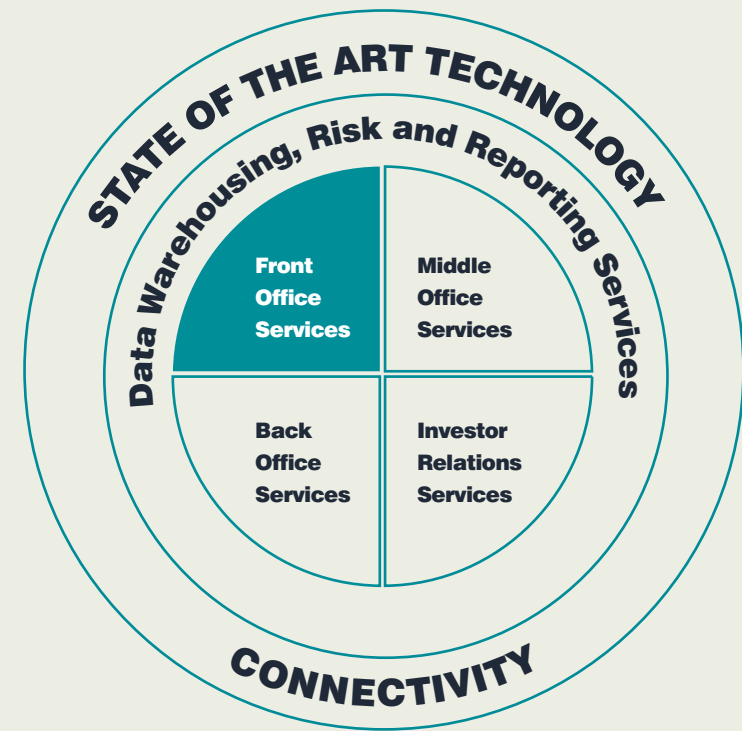 STATE OF THE ART TECHNOLOGY
Data Warehousing, Risk and Reporting Services
Front
Office
Services
Middle
Office
Services
Back
Office
Services
Investor
Relations
Services
CONNECTIVITY